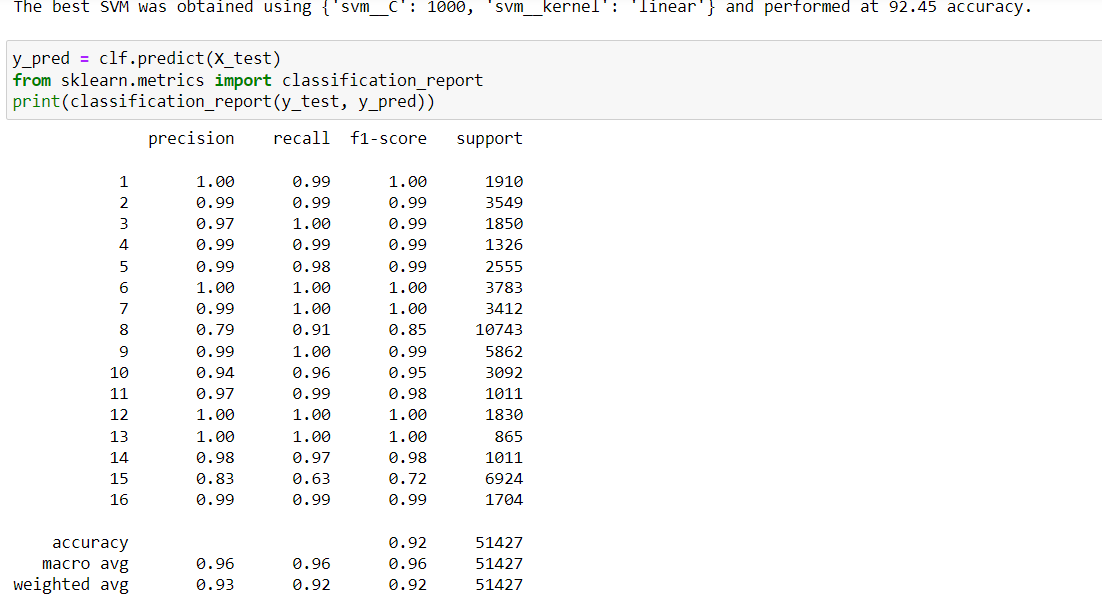 The best SVM was obtained using {'svm__C': 1000, 'svm__kernel': 'linear'} and performed at 92.45 accuracy.
y_pred = clf.predict(X_test)
from sklearn.metrics import classification_report
print(classification_report(y_test, y_pred))
precision recall f1-score support
1 1.00 0.99 1.00 1910
2 0.99 0.99 0.99 3549
3 0.97 1.00 0.99 1850
4 0.99 0.99 0.99 1326
5 0.99 0.98 0.99 2555
6 1.00 1.00 1.00 3783
7 0.99 1.00 1.00 3412
8 0.79 0.91 0.85 10743
9 0.99 1.00 0.99 5862
10 0.94 0.96 0.95 3092
11 0.97 0.99 0.98 1011
12 1.00 1.00 1.00 1830
13 1.00 1.00 1.00 865
14 0.98 0.97 0.98 1011
15 0.83 0.63 0.72 6924
16 0.99 0.99 0.99 1704
accuracy 0.92 51427
macro avg 0.96 0.96 0.96 51427
weighted avg 0.93 0.92 0.92 51427